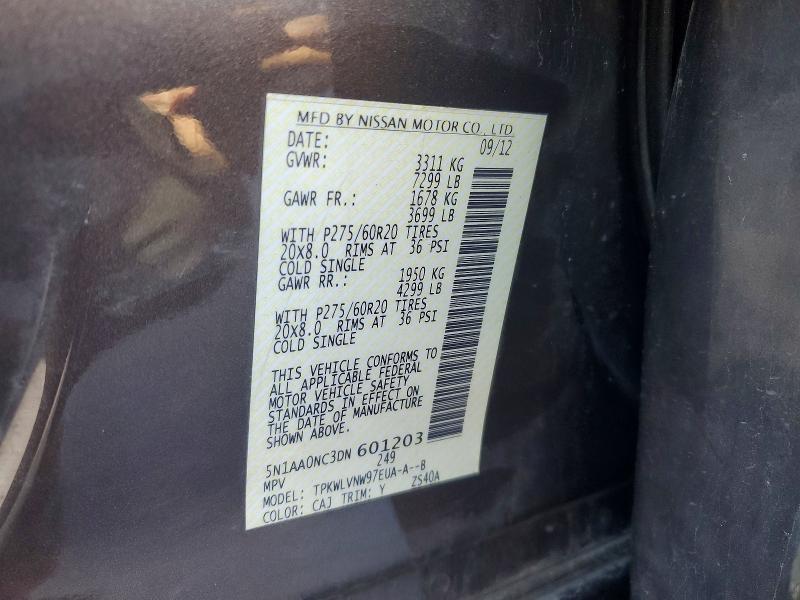 MFD BY NISSAN MOTOR CO., LTD
DATE: 09/12
GVWR: 3311 KG
7299 LB
GAWR FR.: 1678 KG
3699 LB
WITH P275/60R20 TIRES
20X8.0 RIMS AT 36 PSI
COLD SINGLE
GAWR RR.: 1950 KG
4299 LB
WITH P275/60R20 TIRES
20X8.0 RIMS AT 36 PSI
COLD SINGLE
THIS VEHICLE CONFORMS TO
ALL APPLICABLE FEDERAL
MOTOR VEHICLE SAFETY
STANDARDS IN EFFECT ON
THE DATE OF MANUFACTURE
SHOWN ABOVE.
5N1AA0NC3DN 601203
MPV 249
MODEL: TPKWLVNW97EUA-A--B
COLOR: CAJ TRIM: Y ZS40A